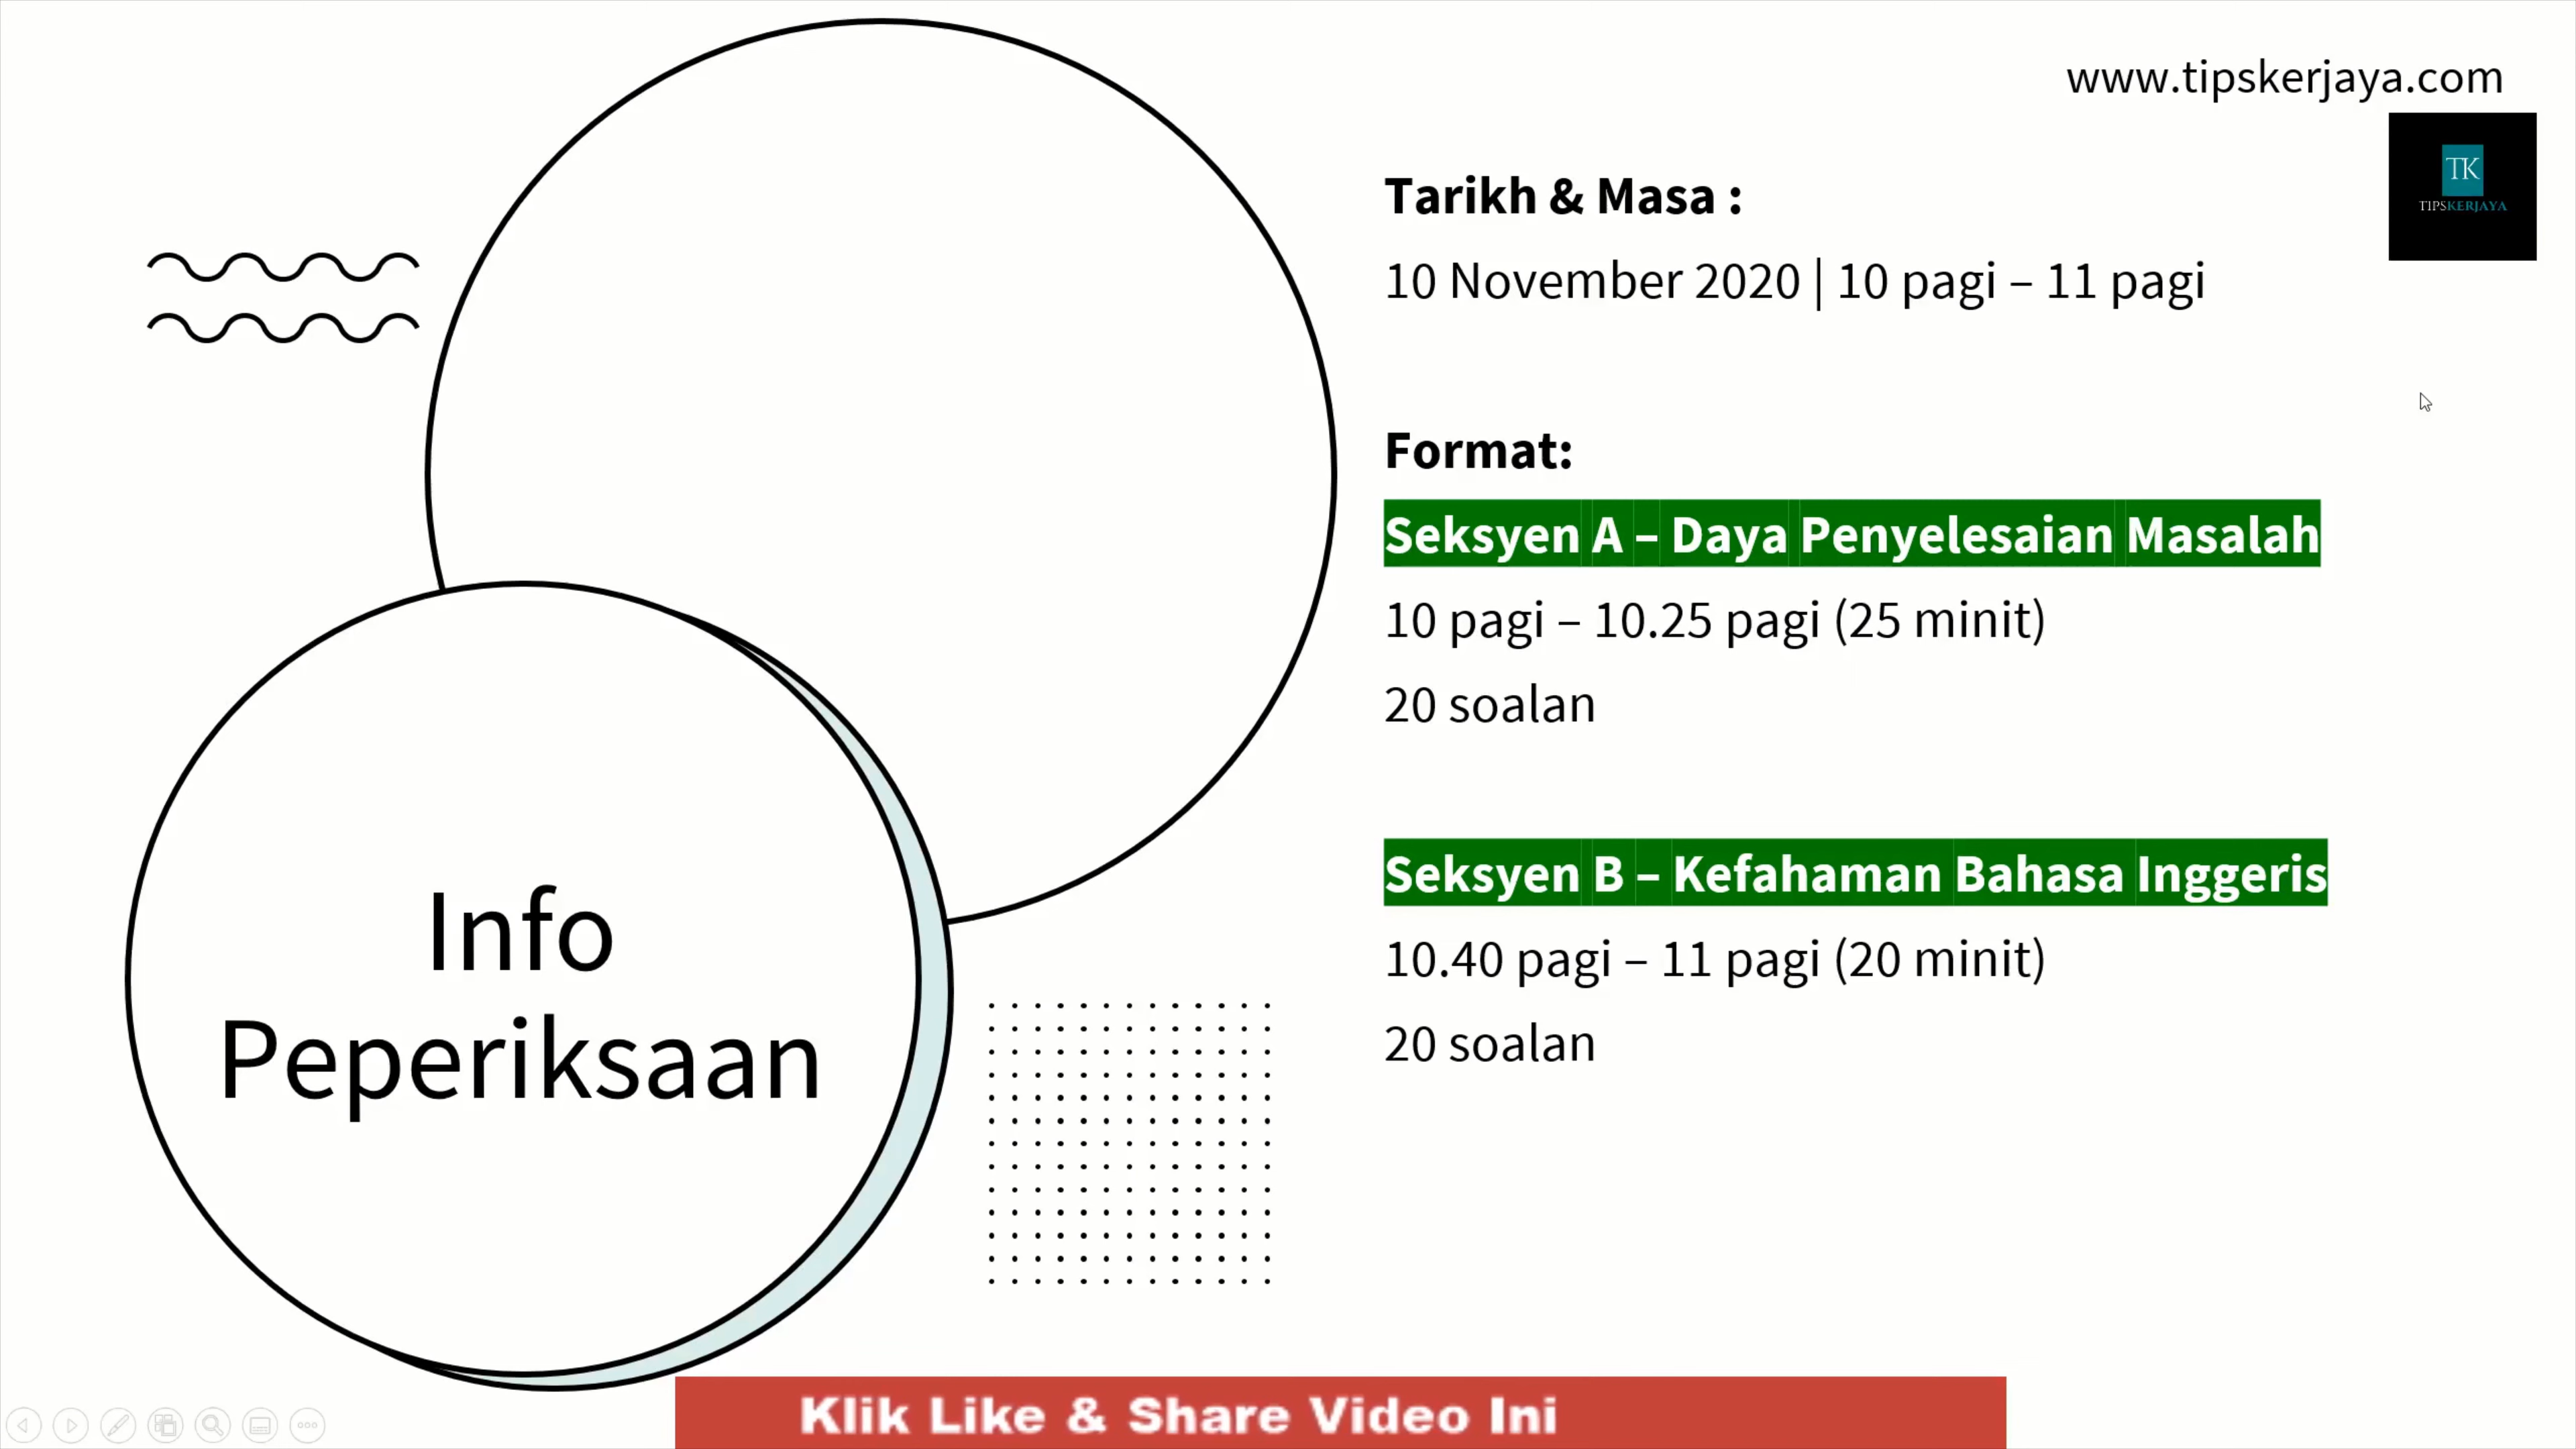 www.tipskerjaya.com
TK
TIPSKERJAYA
Tarikh & Masa :
10 November 2020 | 10 pagi – 11 pagi
Format:
Seksyen A – Daya Penyelesaian Masalah
10 pagi – 10.25 pagi (25 minit)
20 soalan
Seksyen B – Kefahaman Bahasa Inggeris
10.40 pagi – 11 pagi (20 minit)
20 soalan
Info
Peperiksaan
Klik Like & Share Video Ini